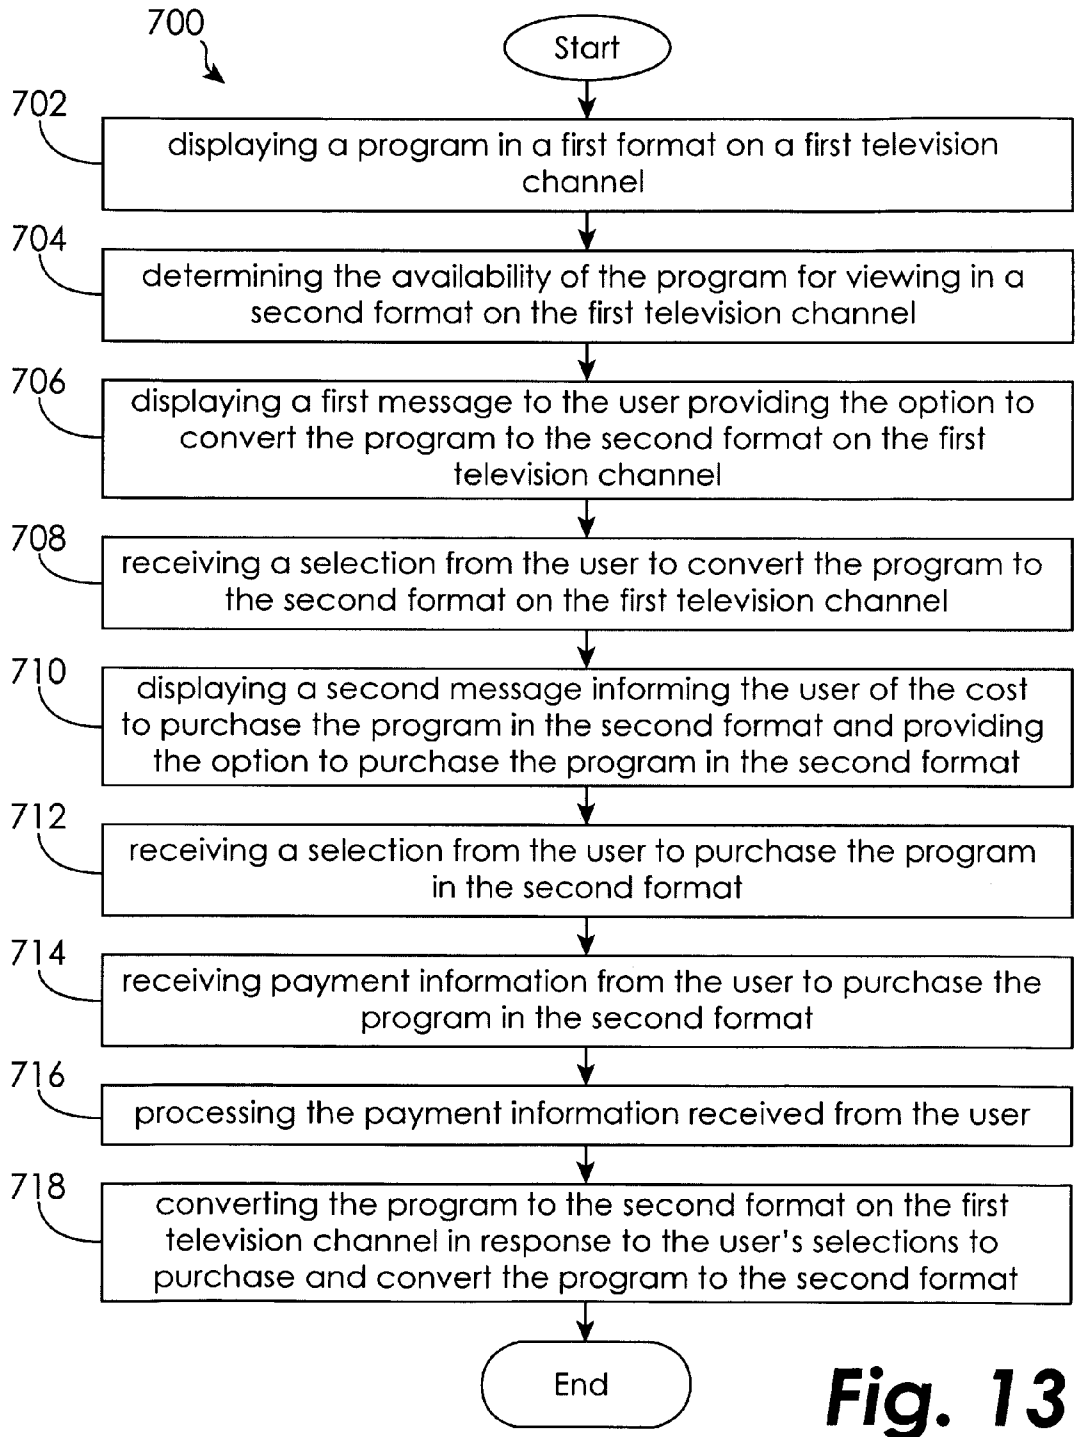 700
Start
702
displaying a program in a first format on a first television
channel
704
determining the availability of the program for viewing in a
second format on the first television channel
706
displaying a first message to the user providing the option to
convert the program to the second format on the first
television channel
708
receiving a selection from the user to convert the program to
the second format on the first television channel
710
displaying a second message informing the user of the cost
to purchase the program in the second format and providing
the option to purchase the program in the second format
712
receiving a selection from the user to purchase the program
in the second format
714
receiving payment information from the user to purchase the
program in the second format
716
processing the payment information received from the user
718
converting the program to the second format on the first
television channel in response to the user's selections to
purchase and convert the program to the second format
End
Fig. 13